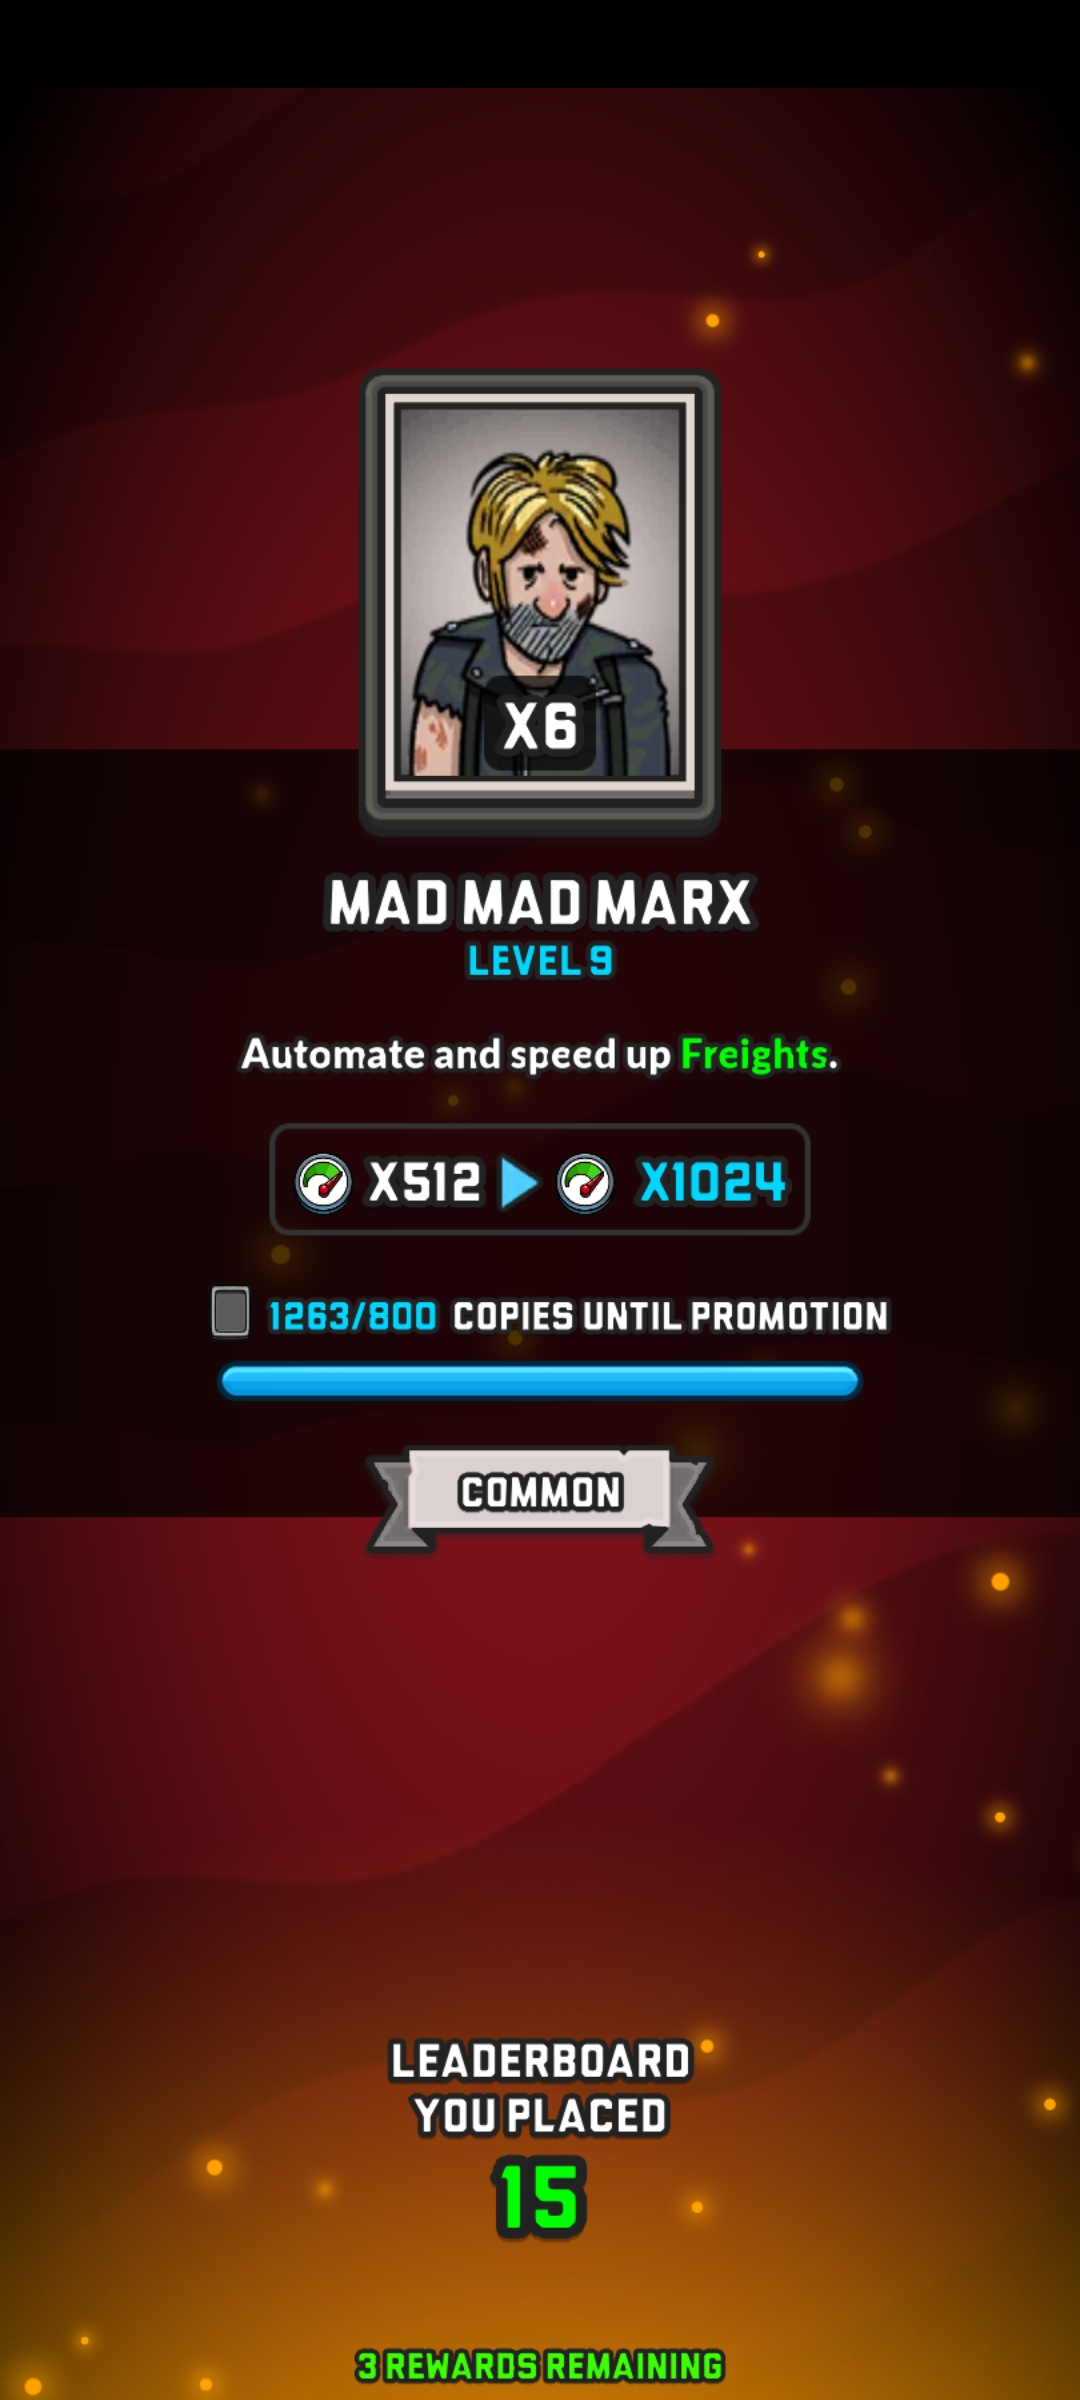 X6
MAD MAD MARX
LEVEL 9
Automate and speed up Freights.
X512 X1024
1263/800 COPIES UNTIL PROMOTION
COMMON
LEADERBOARD
YOU PLACED
15
3 REWARDS REMAINING